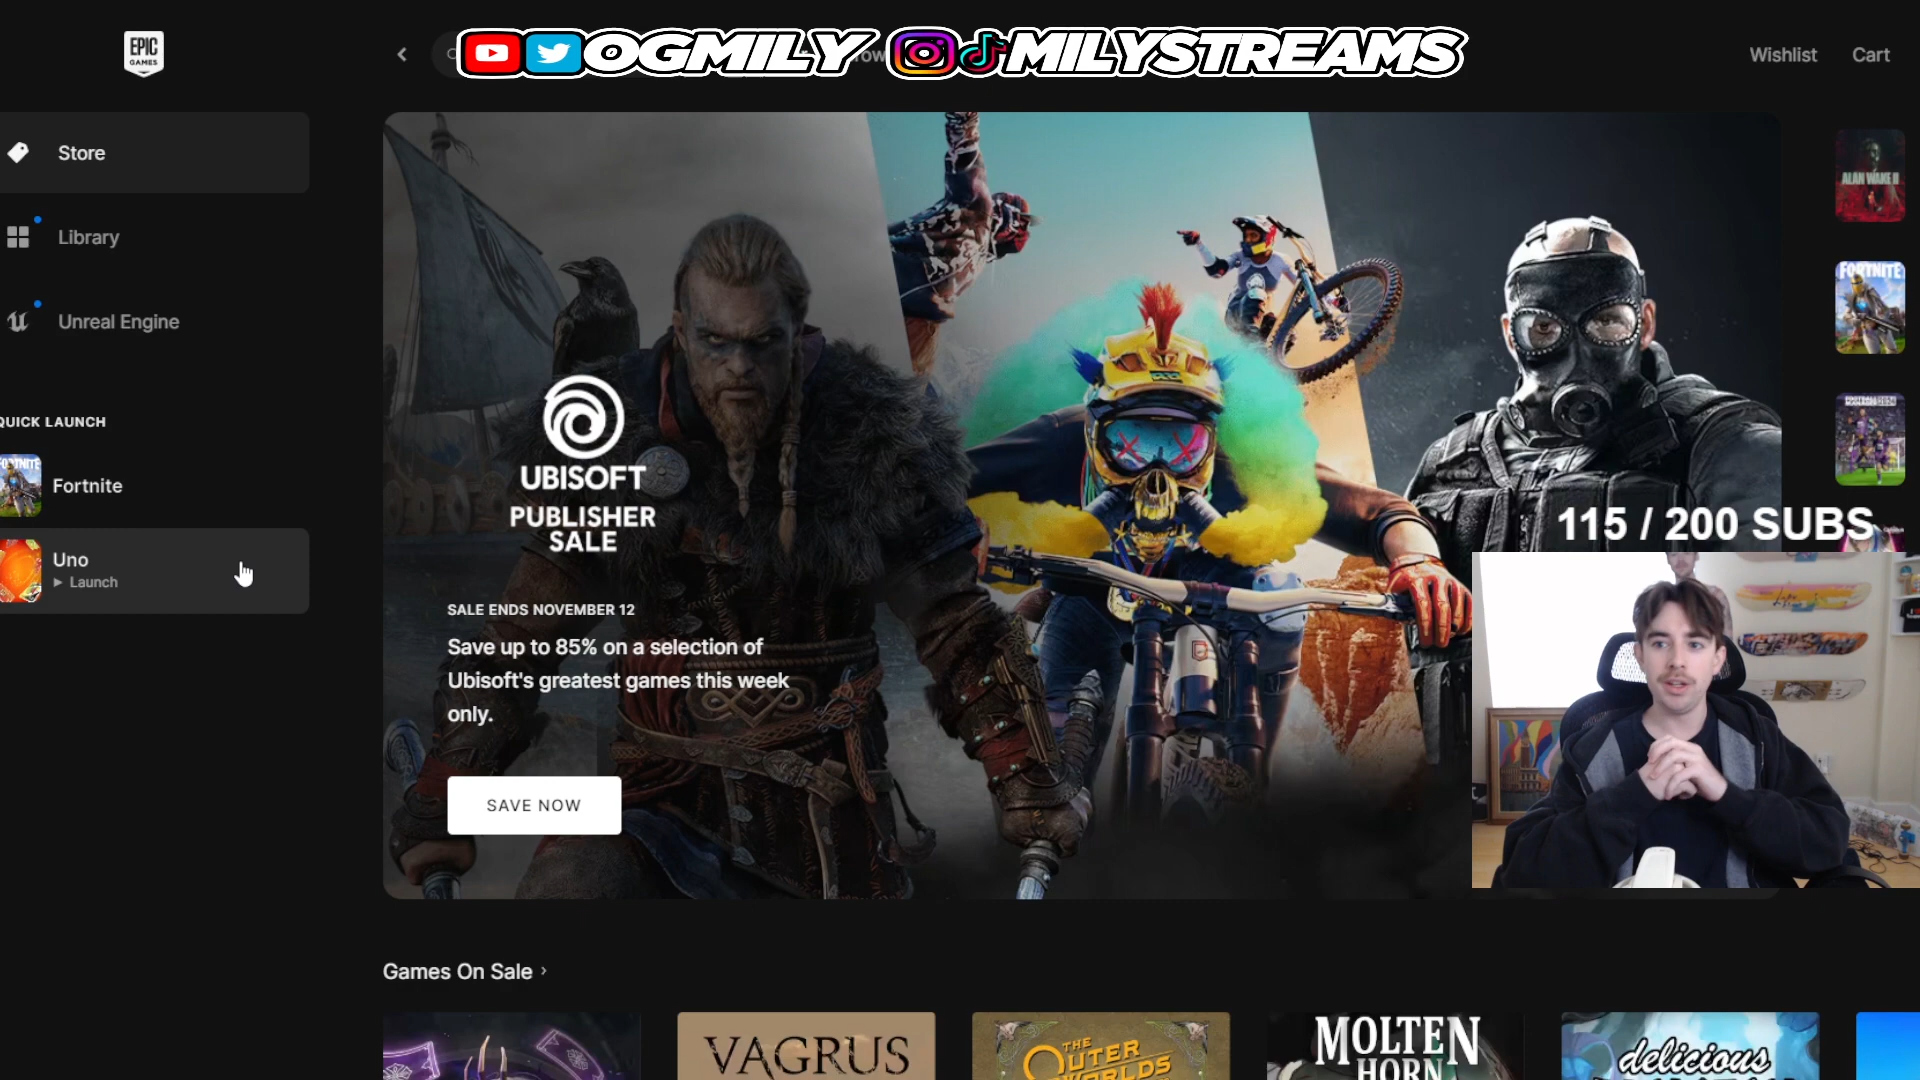 EPIC
GAMES
OGMILY
MILYSTREAMS
Wishlist
Cart
Store
Library
Unreal Engine
QUICK LAUNCH
FORTNITE
Fortnite
Uno
Launch
UBISOFT
PUBLISHER
SALE
SALE ENDS NOVEMBER 12
Save up to 85% on a selection of
Ubisoft's greatest games this week
only.
SAVE NOW
ALAN WAKE II
FORTNITE
115 / 200 SUBS
Games On Sale
VAGRUS
THE
OUTER
WORLDS
MOLTEN
HORN
delicious